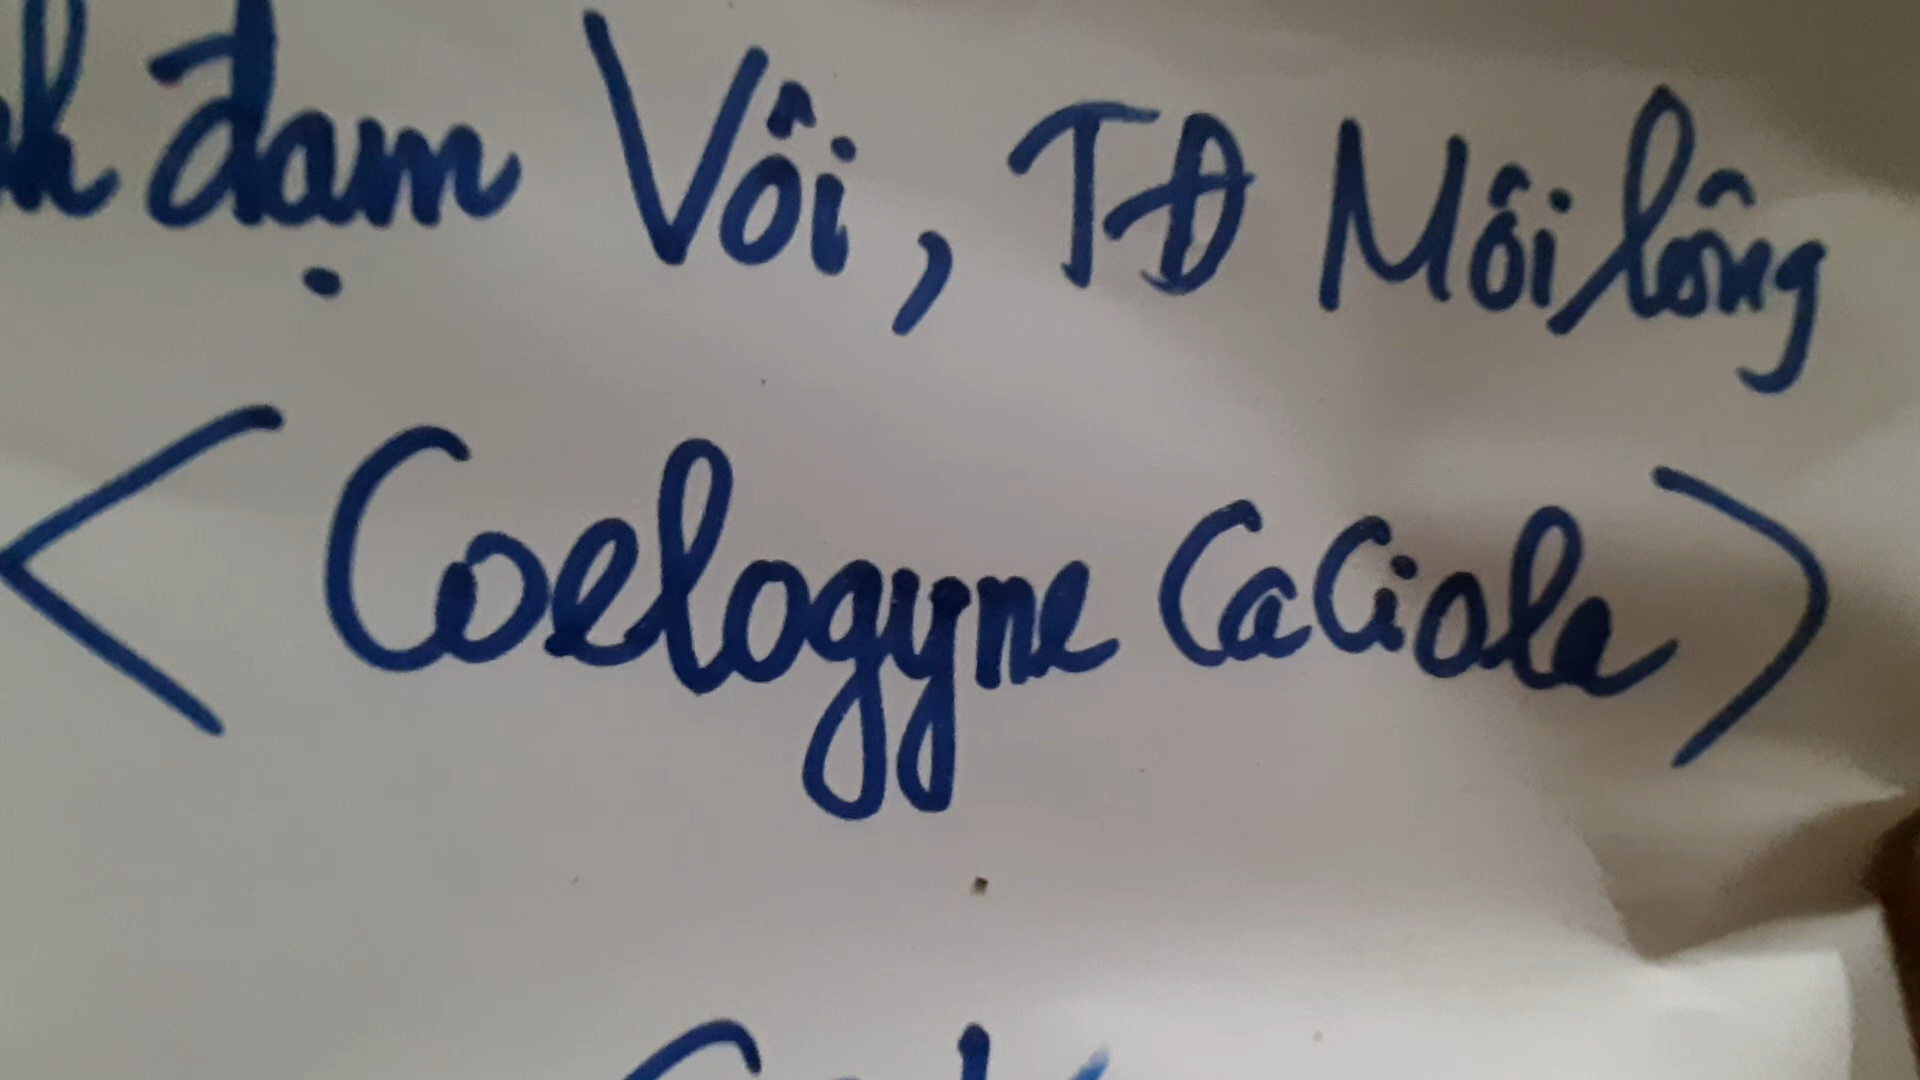 đạm Vôi, TĐ Môi lông
< Coelogyne CaCiola >